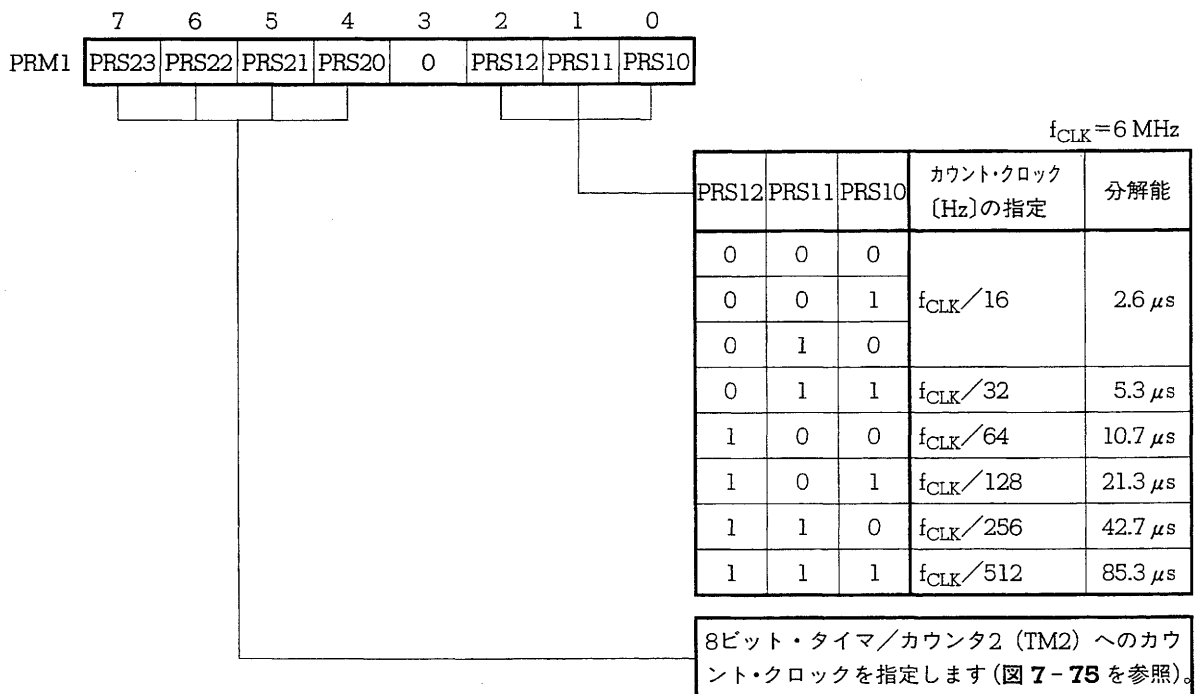 7 6 5 4 3 2 1 0
PRM1 PRS23 PRS22 PRS21 PRS20 0 PRS12 PRS11 PRS10
fCLK=6 MHz
PRS12 PRS11 PRS10 カウント・クロック〔Hz〕の指定 分解能
0 0 0
0 0 1 fCLK／16 2.6 μs
0 1 0
0 1 1 fCLK／32 5.3 μs
1 0 0 fCLK／64 10.7 μs
1 0 1 fCLK／128 21.3 μs
1 1 0 fCLK／256 42.7 μs
1 1 1 fCLK／512 85.3 μs
8ビット・タイマ／カウンタ2（TM2）へのカウ
ント・クロックを指定します(図 7-75 を参照)。